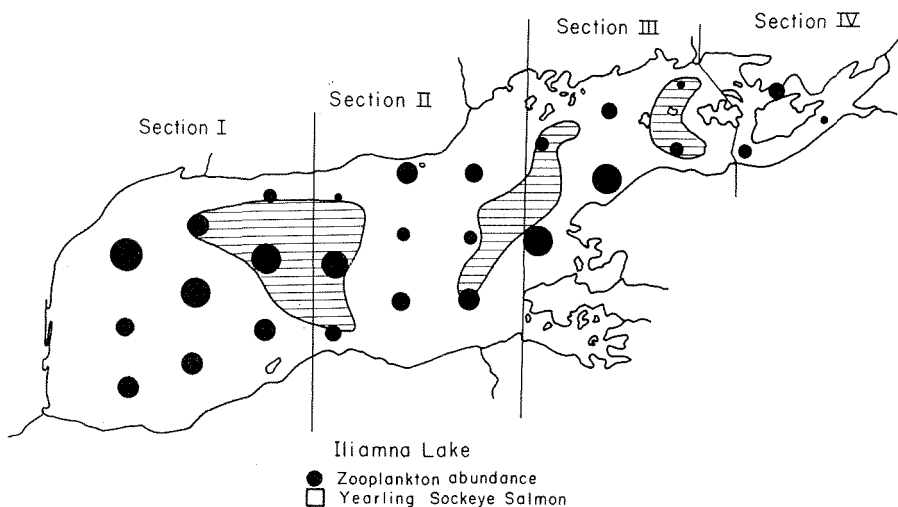 Section III
Section IV
Section II
Section I
Iliamna Lake
Zooplankton abundance
Yearling Sockeye Salmon